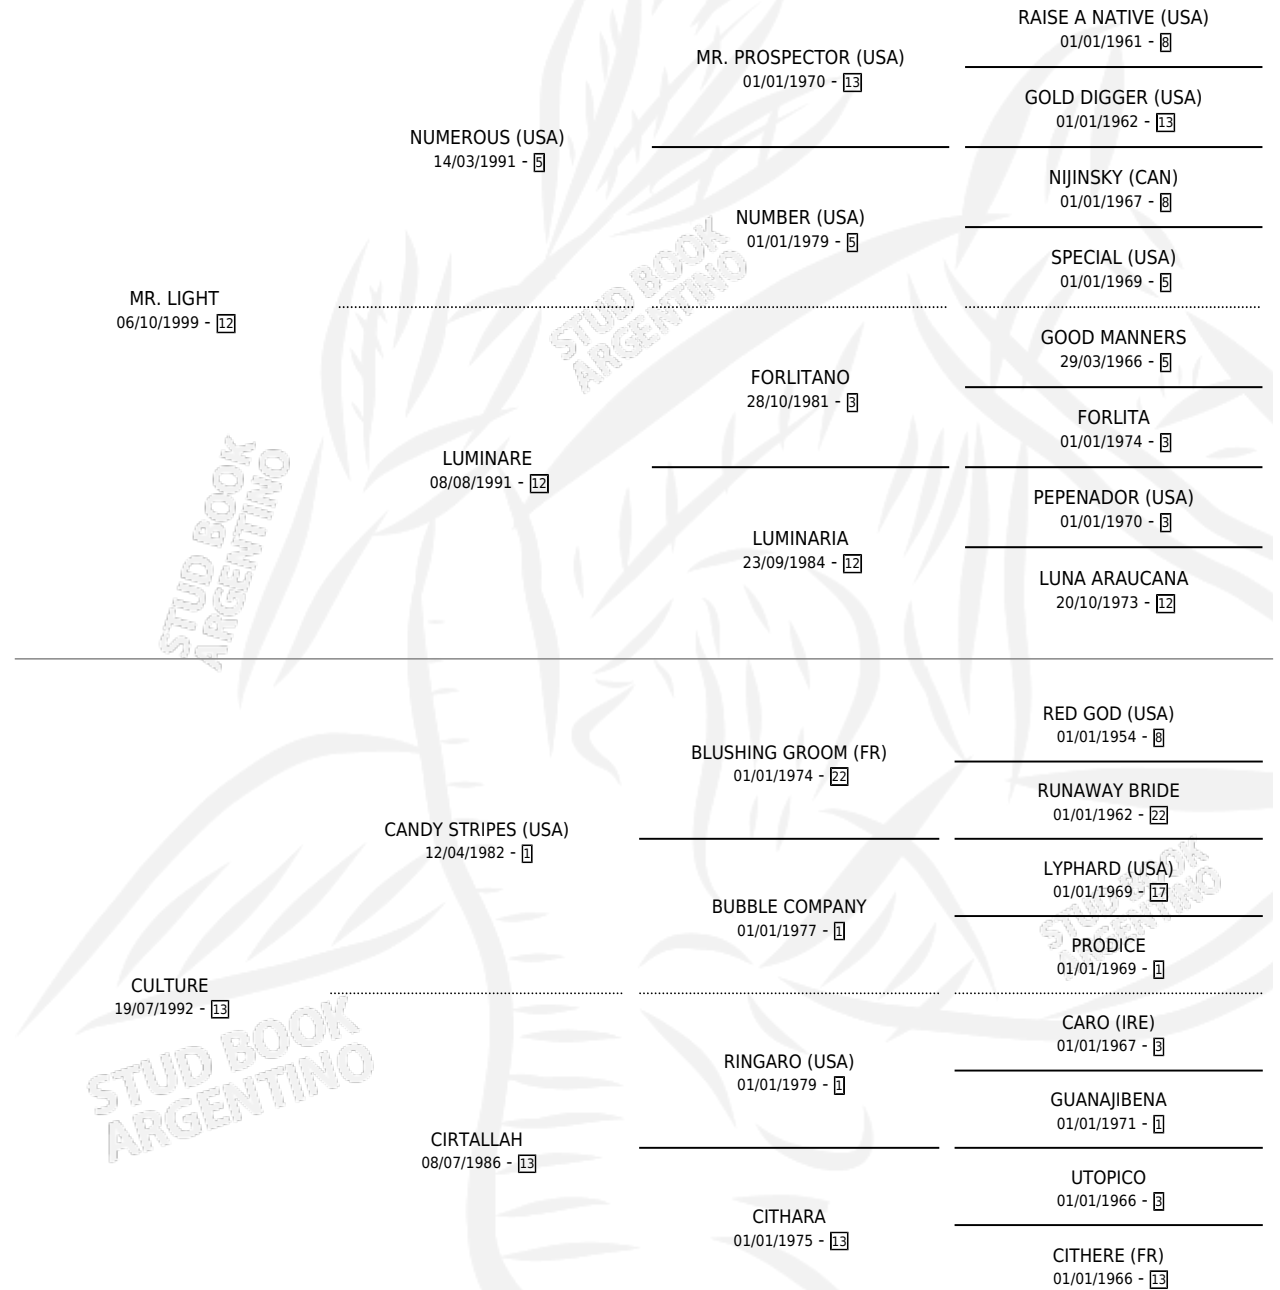 RAISE A NATIVE (USA)
01/01/1961 - 8
MR. PROSPECTOR (USA)
01/01/1970 - 13
GOLD DIGGER (USA)
01/01/1962 - 13
NUMEROUS (USA)
14/03/1991 - 5
NIJINSKY (CAN)
01/01/1967 - 8
NUMBER (USA)
01/01/1979 - 5
SPECIAL (USA)
01/01/1969 - 5
MR. LIGHT
06/10/1999 - 12
GOOD MANNERS
29/03/1966 - 5
FORLITANO
28/10/1981 - 3
FORLITA
01/01/1974 - 3
LUMINARE
08/08/1991 - 12
PEPENADOR (USA)
01/01/1970 - 3
LUMINARIA
23/09/1984 - 12
LUNA ARAUCANA
20/10/1973 - 12
RED GOD (USA)
01/01/1954 - 8
BLUSHING GROOM (FR)
01/01/1974 - 22
RUNAWAY BRIDE
01/01/1962 - 22
CANDY STRIPES (USA)
12/04/1982 - 1
LYPHARD (USA)
01/01/1969 - 17
BUBBLE COMPANY
01/01/1977 - 1
PRODICE
01/01/1969 - 1
CULTURE
19/07/1992 - 13
CARO (IRE)
01/01/1967 - 3
RINGARO (USA)
01/01/1979 - 1
GUANAJIBENA
01/01/1971 - 1
CIRTALLAH
08/07/1986 - 13
UTOPICO
01/01/1966 - 3
CITHARA
01/01/1975 - 13
CITHERE (FR)
01/01/1966 - 13
STUD BOOK
ARGENTINO
STUD BOOK
ARGENTINO
STUD BOOK
ARGENTINO
STUD BOOK
ARGENTINO